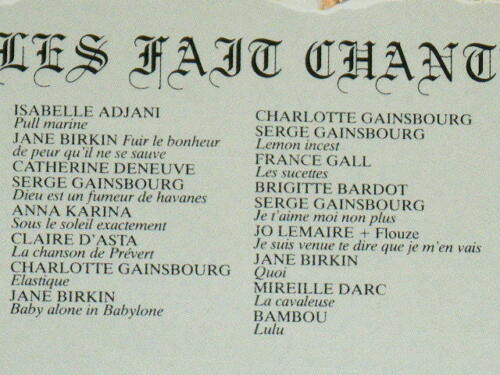 LES FAIT CHANT
ISABELLE ADJANI
Pull marine
JANE BIRKIN Fuir le bonheur
de peur qu'il ne se sauve
CATHERINE DENEUVE
SERGE GAINSBOURG
Dieu est un fumeur de havanes
ANNA KARINA
Sous le soleil exactement
CLAIRE D'ASTA
La chanson de Prévert
CHARLOTTE GAINSBOURG
Elastique
JANE BIRKIN
Baby alone in Babylone
CHARLOTTE GAINSBOURG
SERGE GAINSBOURG
Lemon incest
FRANCE GALL
Les sucettes
BRIGITTE BARDOT
SERGE GAINSBOURG
Je t'aime moi non plus
JO LEMAIRE + Flouze
Je suis venue te dire que je m'en vais
JANE BIRKIN
Quoi
MIREILLE DARC
La cavaleuse
BAMBOU
Lulu